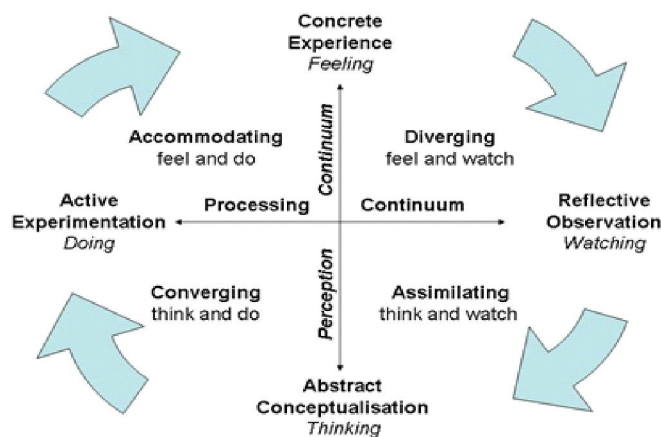 Concrete
Experience
Feeling
Accommodating
feel and do
Continuum
Diverging
feel and watch
Active
Experimentation
Doing
Processing
Continuum
Reflective
Observation
Watching
Converging
think and do
Perception
Assimilating
think and watch
Abstract
Conceptualisation
Thinking